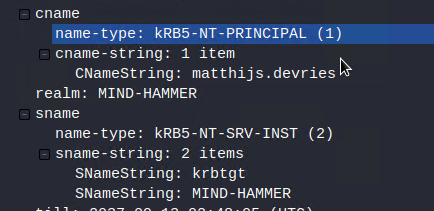 cname
name-type: kRB5-NT-PRINCIPAL (1)
cname-string: 1 item
CNameString: matthijs.devries
realm: MIND-HAMMER
sname
name-type: kRB5-NT-SRV-INST (2)
sname-string: 2 items
SNameString: krbtgt
SNameString: MIND-HAMMER